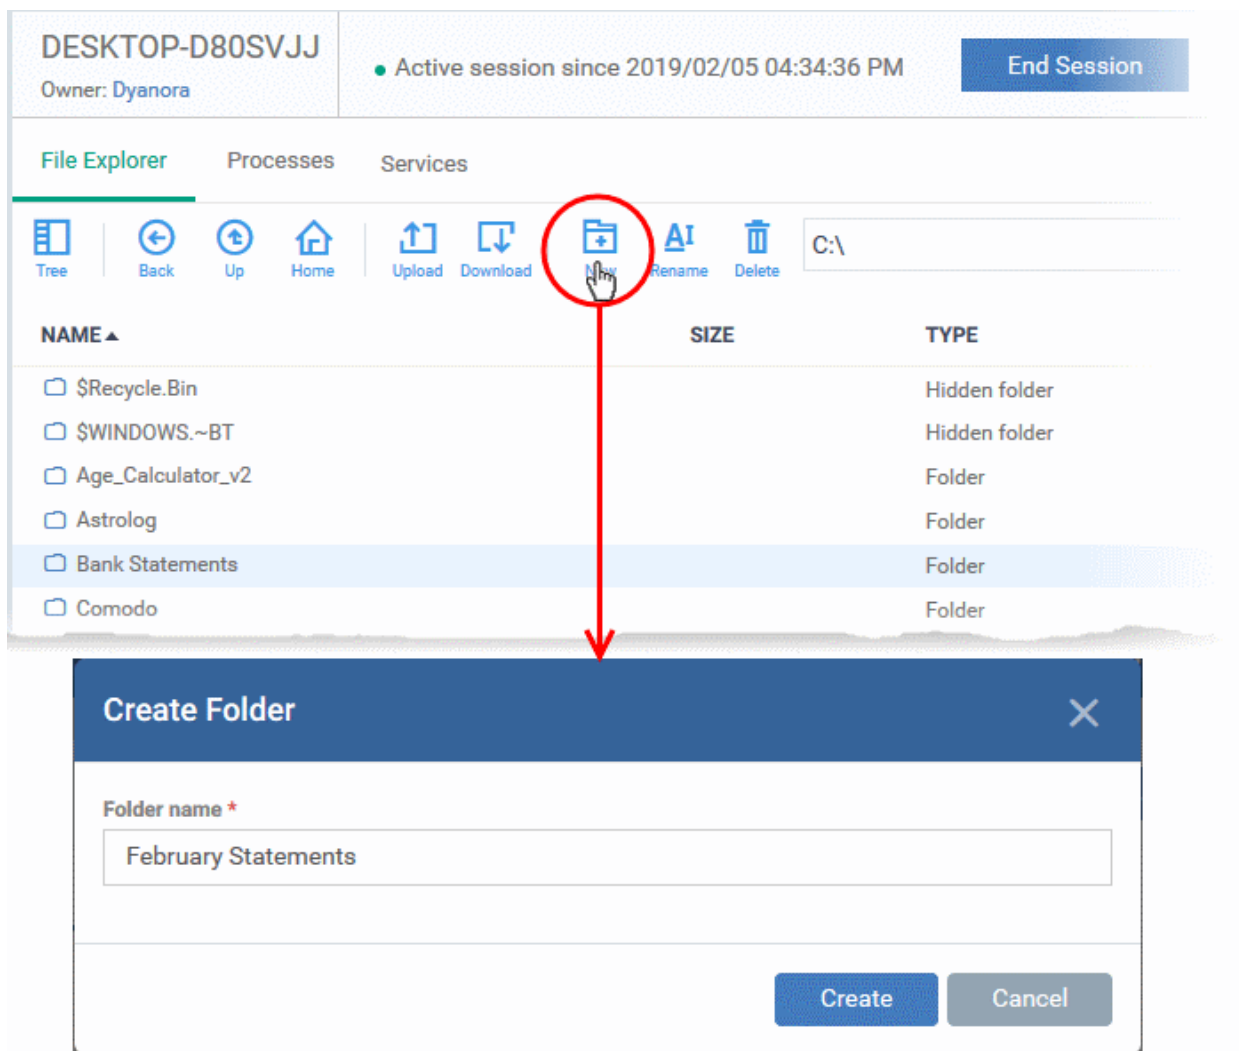 DESKTOP-D80SVJJ
Owner: Dyanora
Active session since 2019/02/05 04:34:36 PM
End Session
File Explorer Processes Services
Tree Back Up Home Upload Download New Rename Delete C:\
NAME SIZE TYPE
$Recycle.Bin Hidden folder
$WINDOWS.~BT Hidden folder
Age_Calculator_v2 Folder
Astrolog Folder
Bank Statements Folder
Comodo Folder
Create Folder
Folder name *
February Statements
Create Cancel